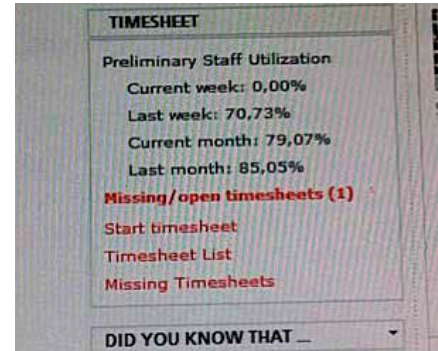 TIMESHEET
Preliminary Staff Utilization
Current week: 0,00%
Last week: 70,73%
Current month: 79,07%
Last month: 85,05%
Missing/open timesheets (1)
Start timesheet
Timesheet List
Missing Timesheets
DID YOU KNOW THAT ...